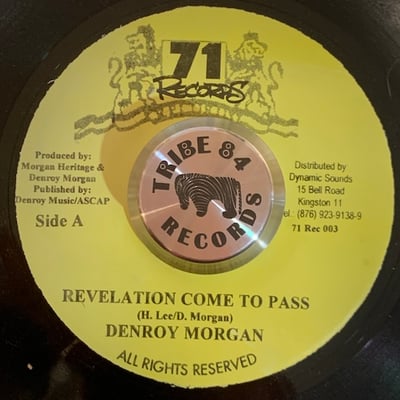 71
RECORDS
Produced by:
Morgan Heritage &
Denroy Morgan
Published by:
Denroy Music/ASCAP
Side A
TRIBE 84
RECORDS
Distributed by
Dynamic Sounds
15 Bell Road
Kingston 11
el.: (876) 923-9138-9
71 Rec 003
REVELATION COME TO PASS
(H. Lee/D. Morgan)
DENROY MORGAN
ALL RIGHTS RESERVED